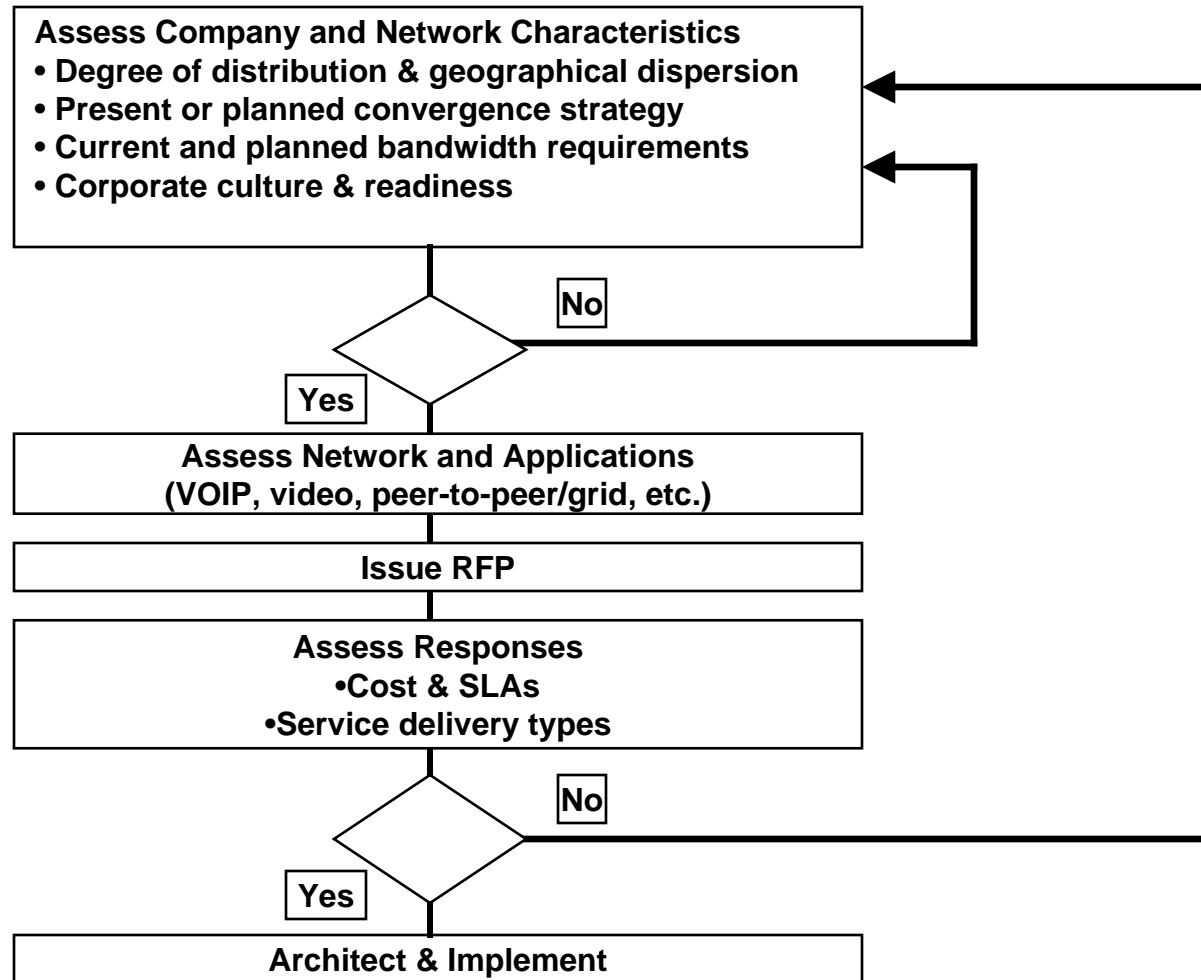 Assess Company and Network Characteristics
• Degree of distribution & geographical dispersion
• Present or planned convergence strategy
• Current and planned bandwidth requirements
• Corporate culture & readiness
No
Yes
Assess Network and Applications
(VOIP, video, peer-to-peer/grid, etc.)
Issue RFP
Assess Responses
•Cost & SLAs
•Service delivery types
No
Yes
Architect & Implement